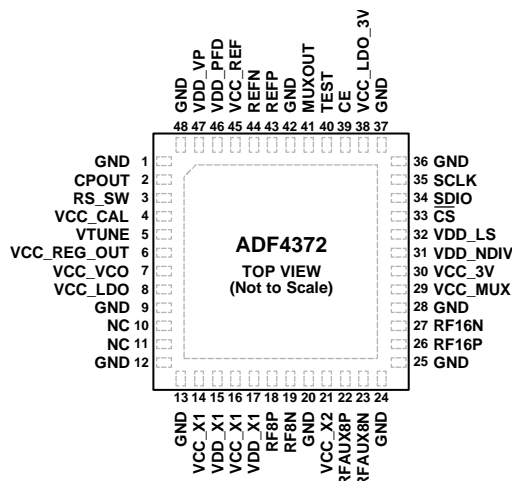 GND
VDD_VP
VDD_PFD
VCC_REF
REFN
REFP
GND
MUXOUT
TEST
CE
VCC_LDO_3V
GND
48 47 46 45 44 43 42 41 40 39 38 37
GND 1
CPOUT 2
RS_SW 3
VCC_CAL 4
VTUNE 5
VCC_REG_OUT 6
VCC_VCO 7
VCC_LDO 8
GND 9
NC 10
NC 11
GND 12
ADF4372
TOP VIEW
(Not to Scale)
36 GND
35 SCLK
34 SDIO
33 CS
32 VDD_LS
31 VDD_NDIV
30 VCC_3V
29 VCC_MUX
28 GND
27 RF16N
26 RF16P
25 GND
13 14 15 16 17 18 19 20 21 22 23 24
GND
VCC_X1
VDD_X1
VCC_X1
VDD_X1
RF8P
RF8N
GND
VCC_X2
RFAUX8P
RFAUX8N
GND